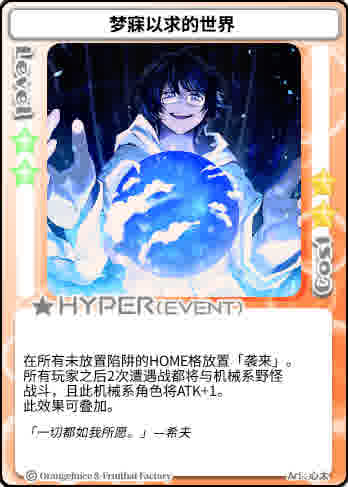 梦寐以求的世界
Level
Cost
HYPER(EVENT)
在所有未放置陷阱的HOME格放置「袭来」。
所有玩家之后2次遭遇战都将与机械系野怪
战斗，且此机械系角色将ATK+1。
此效果可叠加。
「一切都如我所愿。」—希夫
© OrangeJuice & Fruitbat Factory
Art：心太